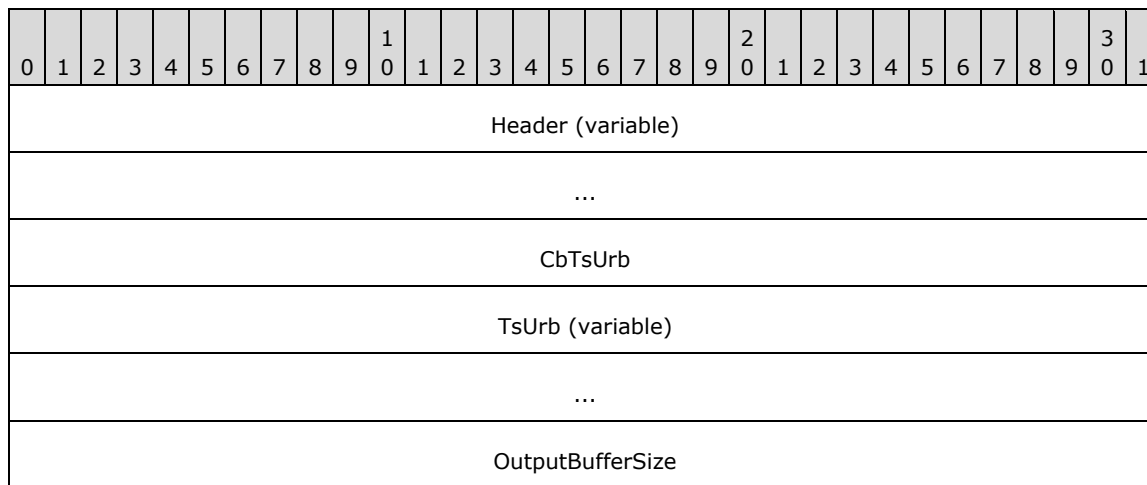 1 2 3
0 1 2 3 4 5 6 7 8 9 0 1 2 3 4 5 6 7 8 9 0 1 2 3 4 5 6 7 8 9 0 1
Header (variable)
...
CbTsUrb
TsUrb (variable)
...
OutputBufferSize